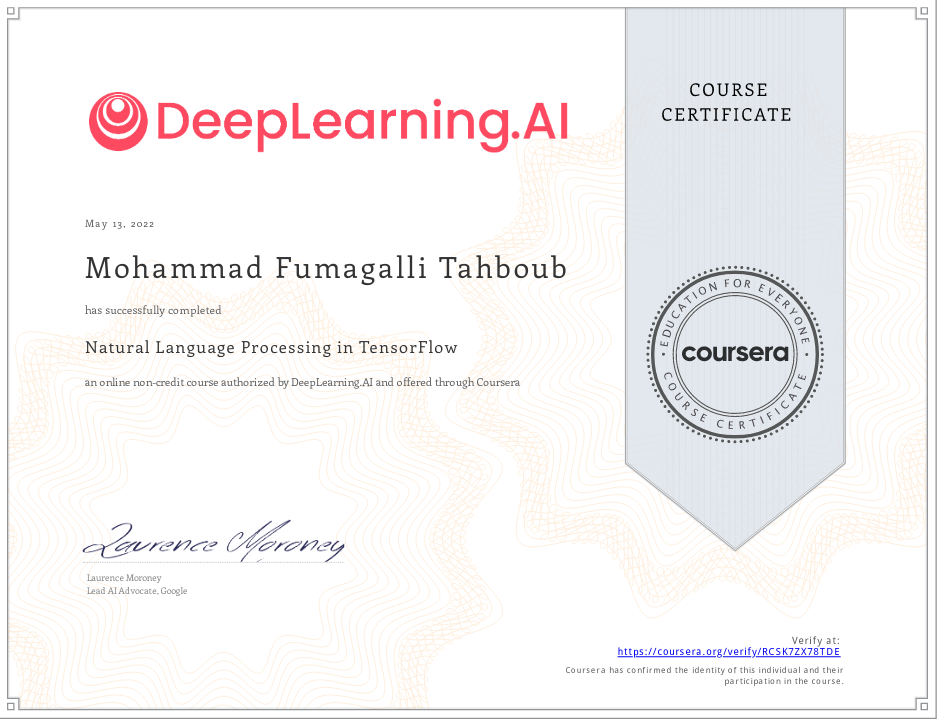 DeepLearning.AI
COURSE
CERTIFICATE
May 13, 2022
Mohammad Fumagalli Tahboub
has successfully completed
Natural Language Processing in TensorFlow
an online non-credit course authorized by DeepLearning.AI and offered through Coursera
EDUCATION FOR EVERYONE
coursera
COURSE CERTIFICATE
Laurence Moroney
Laurence Moroney
Lead AI Advocate, Google
Verify at:
https://coursera.org/verify/RCSK7ZX78TDE
Coursera has confirmed the identity of this individual and their
participation in the course.